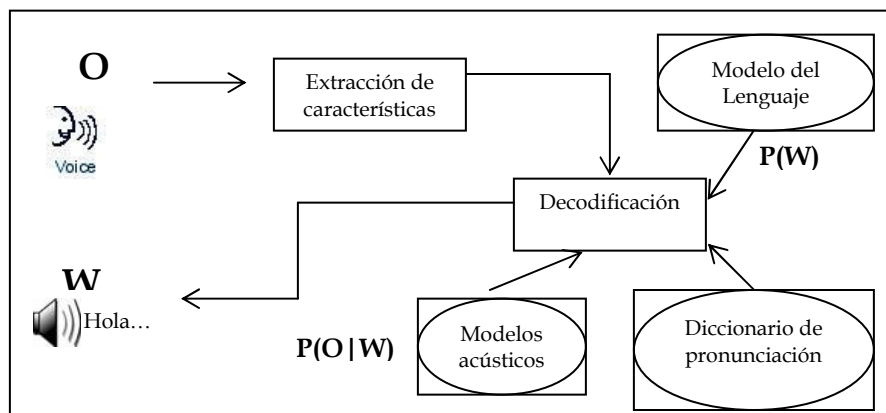 O
Voice
Extracción de
características
Modelo del
Lenguaje
P(W)
Decodificación
W
Hola…
P(O|W)
Modelos
acústicos
Diccionario de
pronunciación